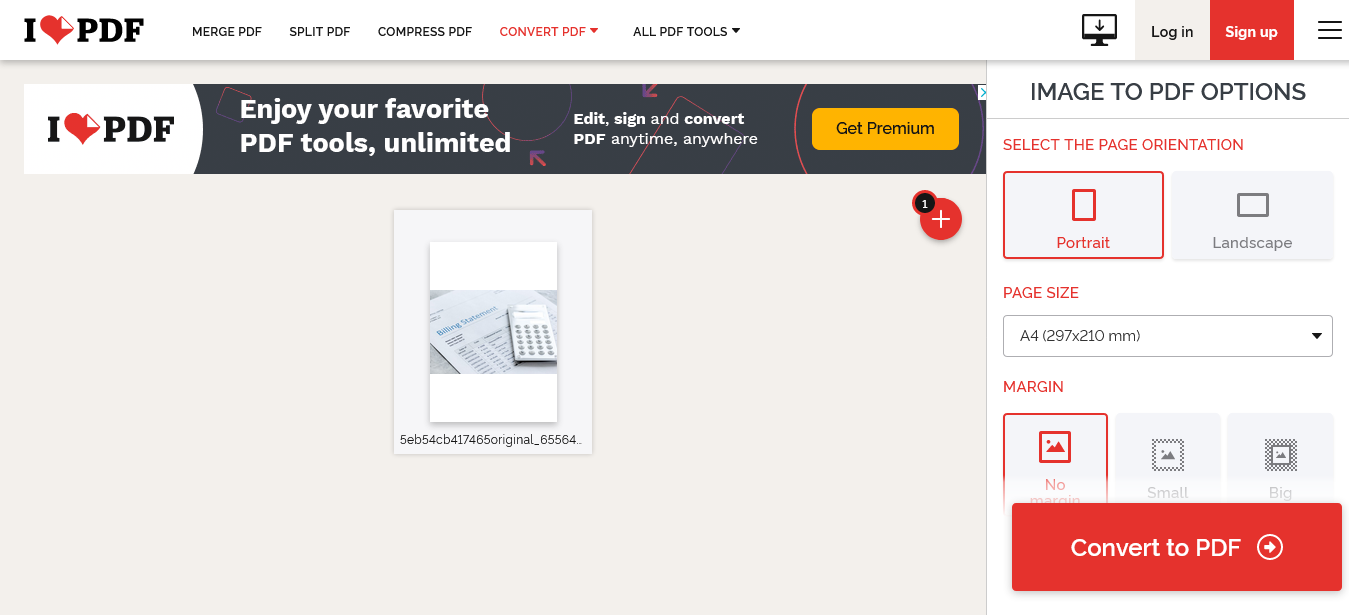 I PDF
MERGE PDF
SPLIT PDF
COMPRESS PDF
CONVERT PDF
ALL PDF TOOLS
Log in
Sign up
I PDF
Enjoy your favorite
PDF tools, unlimited
Edit, sign and convert
PDF anytime, anywhere
Get Premium
1
Billing Statement
5eb54cb417465original_65564...
IMAGE TO PDF OPTIONS
SELECT THE PAGE ORIENTATION
Portrait
Landscape
PAGE SIZE
A4 (297x210 mm)
MARGIN
No
margin
Small
Big
Convert to PDF